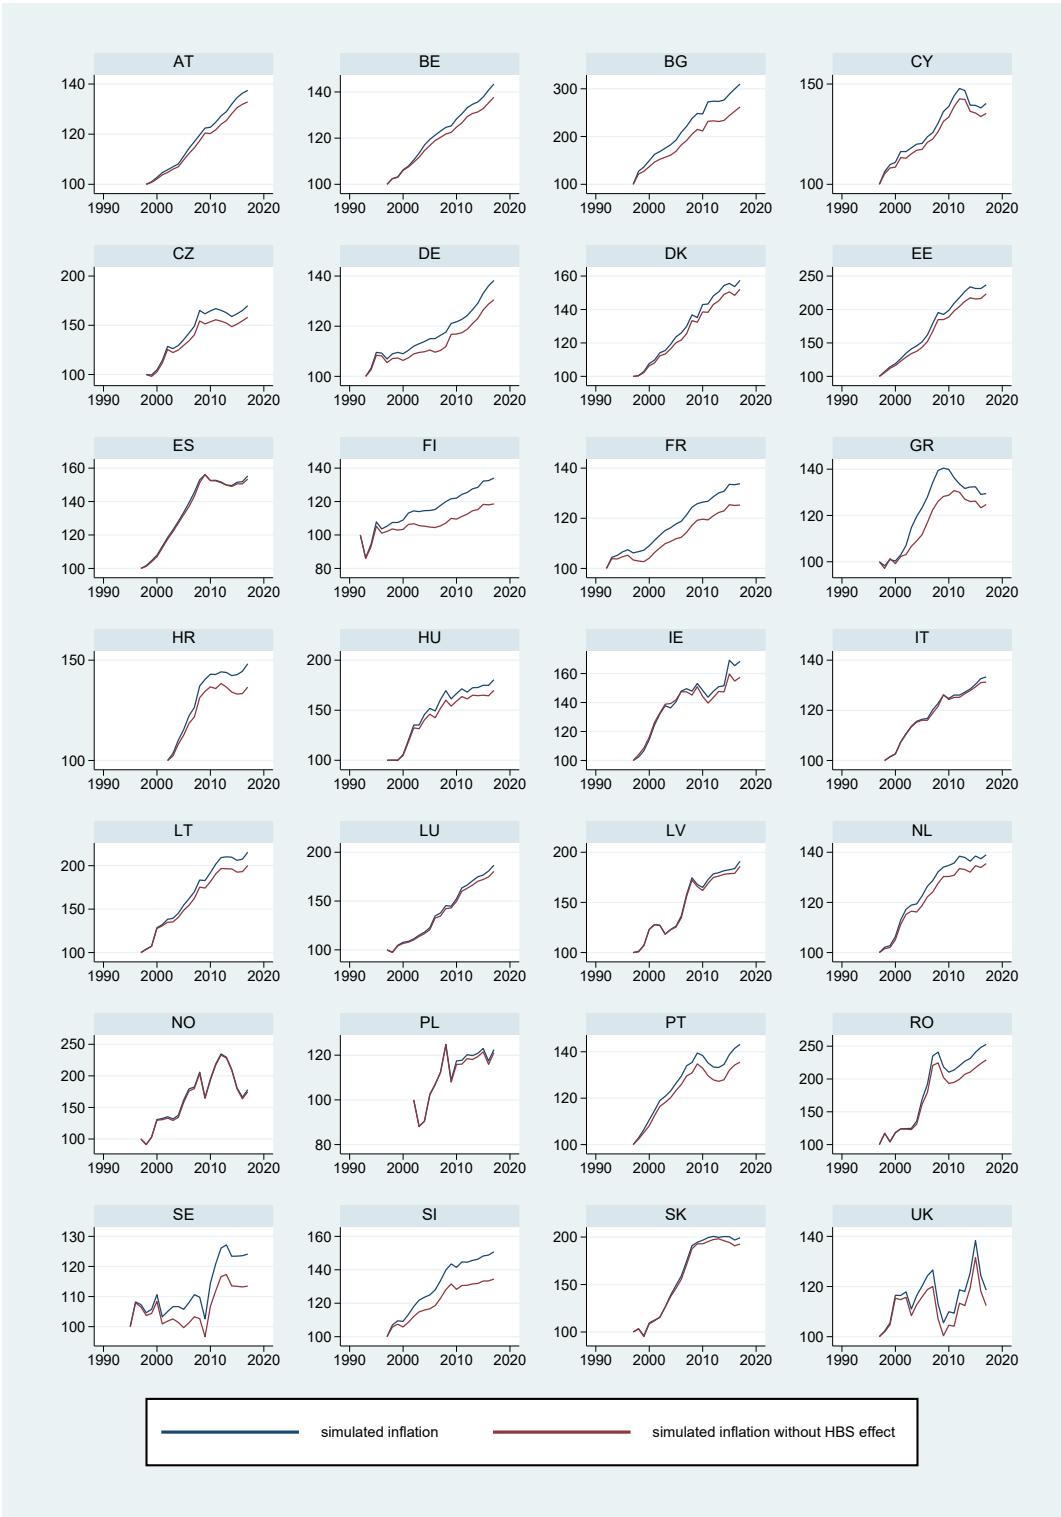 AT BE BG CY
140 120 100 140 120 100 300 200 100 150 100
1990 2000 2010 2020 1990 2000 2010 2020 1990 2000 2010 2020 1990 2000 2010 2020
CZ DE DK EE
200 150 100 140 120 100 160 140 120 100 250 200 150 100
1990 2000 2010 2020 1990 2000 2010 2020 1990 2000 2010 2020 1990 2000 2010 2020
ES FI FR GR
160 140 120 100 140 120 100 80 140 120 100 140 120 100
1990 2000 2010 2020 1990 2000 2010 2020 1990 2000 2010 2020 1990 2000 2010 2020
HR HU IE IT
150 100 200 150 100 160 140 120 100 140 120 100
1990 2000 2010 2020 1990 2000 2010 2020 1990 2000 2010 2020 1990 2000 2010 2020
LT LU LV NL
200 150 100 200 150 100 200 150 100 140 120 100
1990 2000 2010 2020 1990 2000 2010 2020 1990 2000 2010 2020 1990 2000 2010 2020
NO PL PT RO
250 200 150 100 120 100 80 140 120 100 250 200 150 100
1990 2000 2010 2020 1990 2000 2010 2020 1990 2000 2010 2020 1990 2000 2010 2020
SE SI SK UK
130 120 110 100 160 140 120 100 200 150 100 140 120 100
1990 2000 2010 2020 1990 2000 2010 2020 1990 2000 2010 2020 1990 2000 2010 2020
simulated inflation simulated inflation without HBS effect